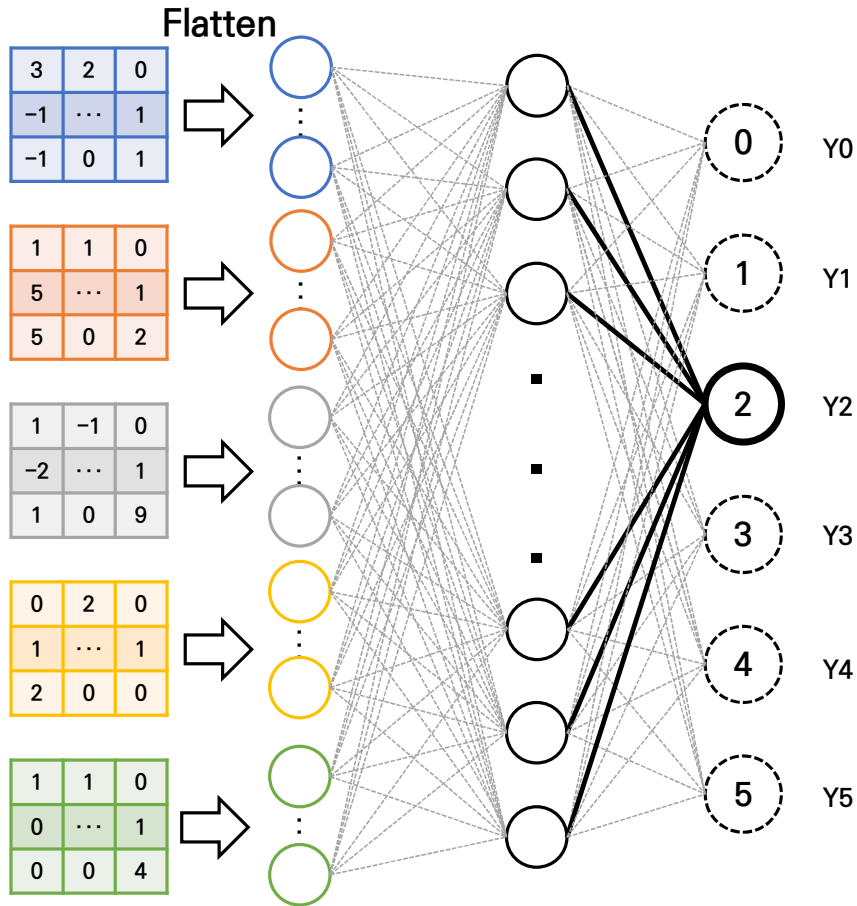 Flatten
3 2 0
−1 ⋯ 1
−1 0 1
1 1 0
5 ⋯ 1
5 0 2
1 −1 0
−2 ⋯ 1
1 0 9
0 2 0
1 ⋯ 1
2 0 0
1 1 0
0 ⋯ 1
0 0 4
0 Y0
1 Y1
2 Y2
3 Y3
4 Y4
5 Y5